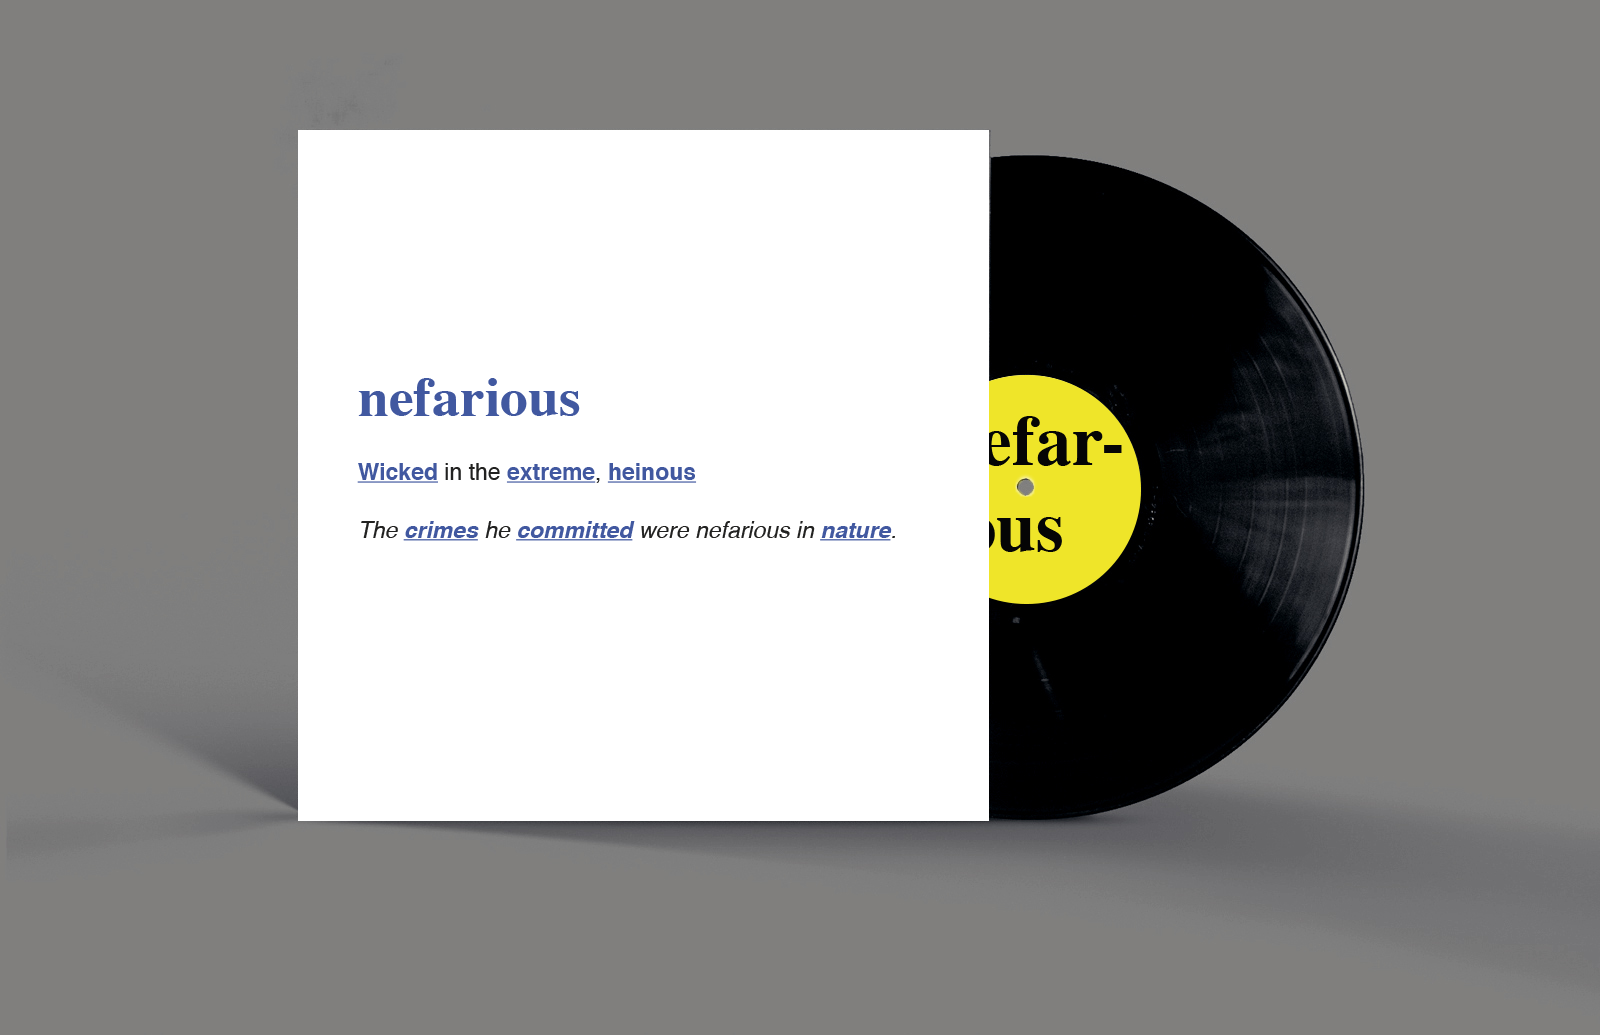 nefarious
Wicked in the extreme, heinous
The crimes he committed were nefarious in nature.
efar-
ous